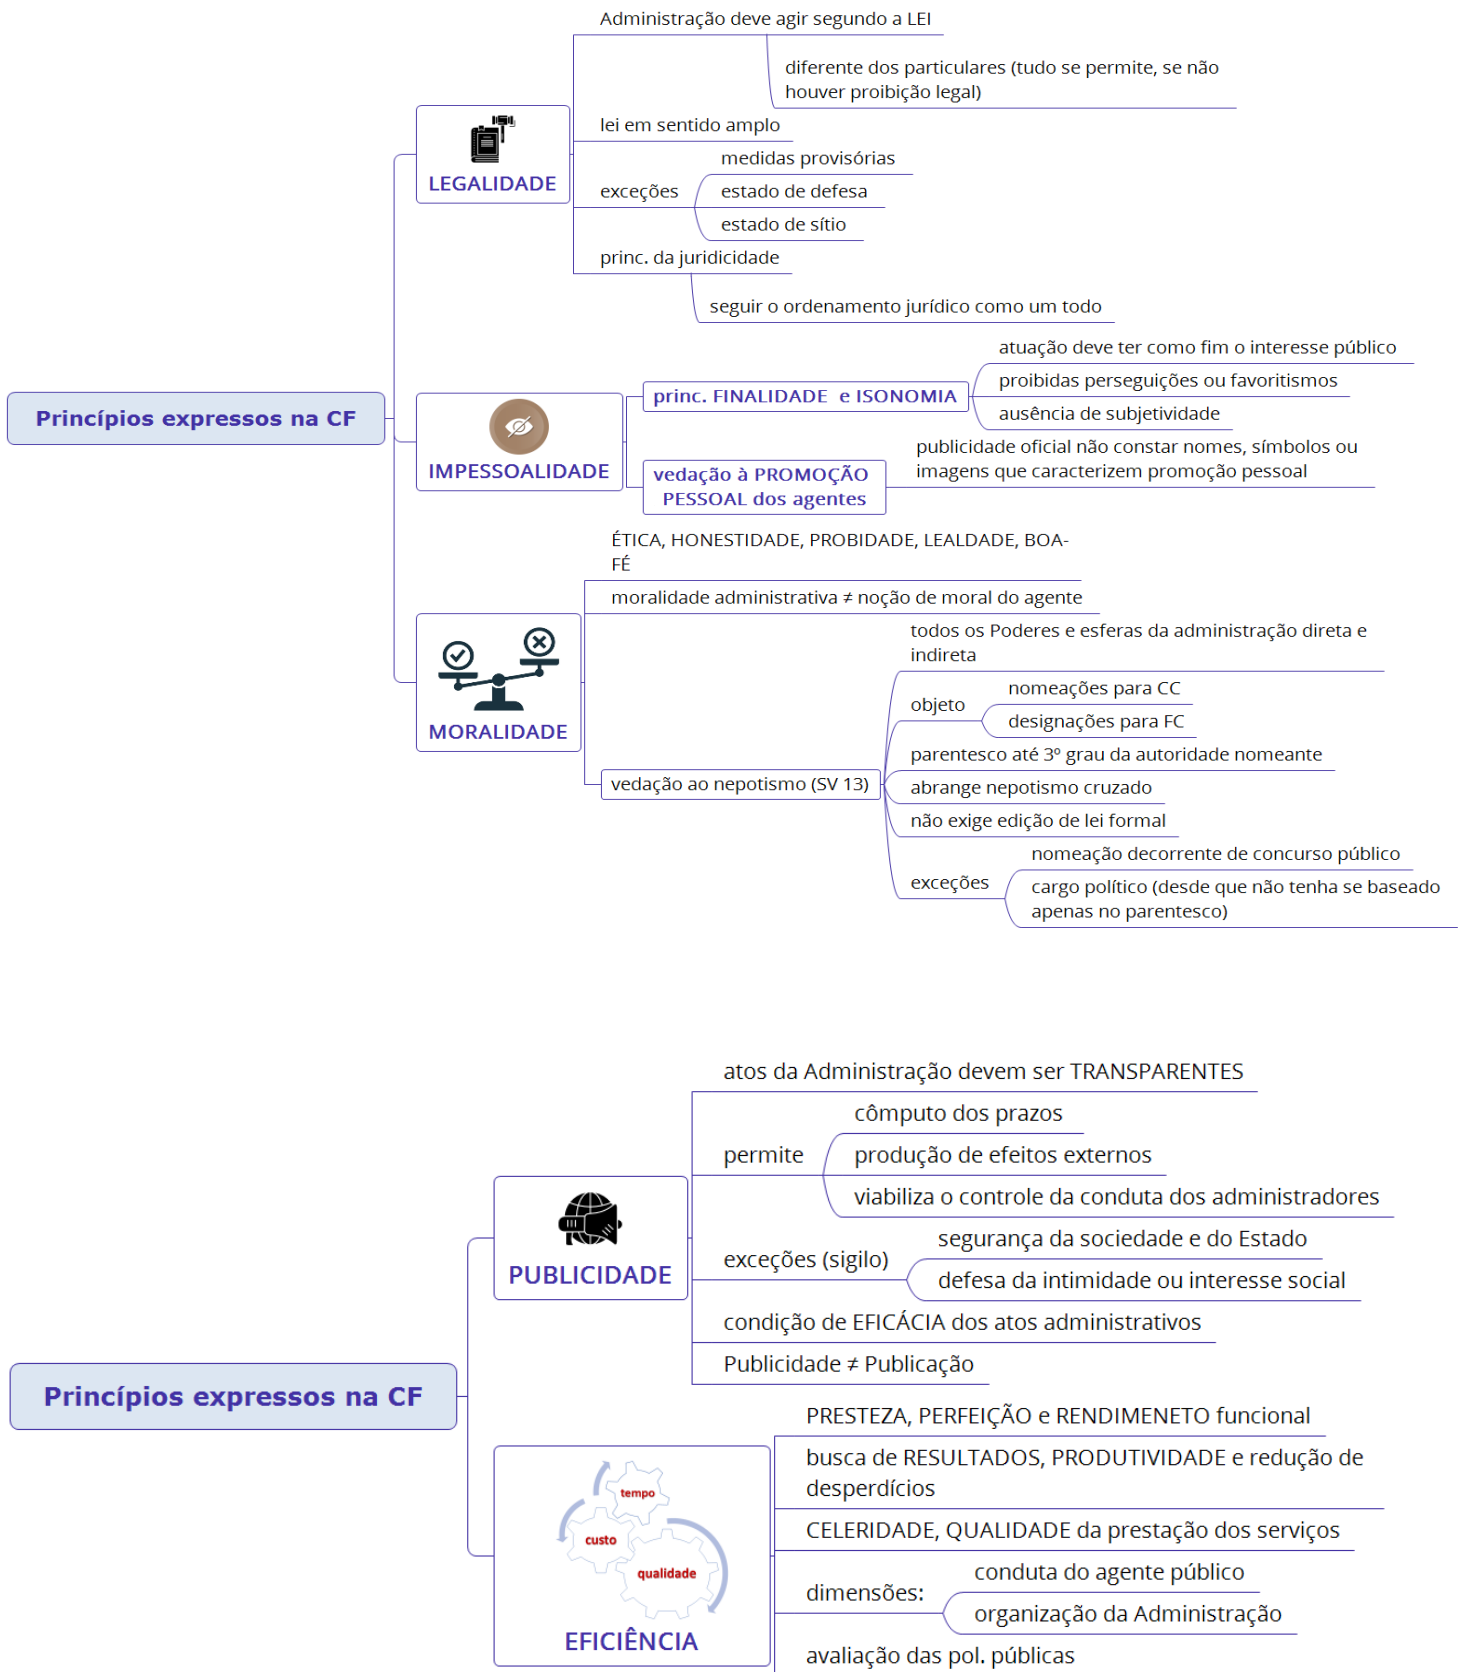 Princípios expressos na CF
LEGALIDADE
Administração deve agir segundo a LEI
diferente dos particulares (tudo se permite, se não
houver proibição legal)
lei em sentido amplo
exceções
medidas provisórias
estado de defesa
estado de sítio
princ. da juridicidade
seguir o ordenamento jurídico como um todo
IMPESSOALIDADE
princ. FINALIDADE e ISONOMIA
atuação deve ter como fim o interesse público
proibidas perseguições ou favoritismos
ausência de subjetividade
vedação à PROMOÇÃO
PESSOAL dos agentes
publicidade oficial não constar nomes, símbolos ou
imagens que caracterizem promoção pessoal
MORALIDADE
ÉTICA, HONESTIDADE, PROBIDADE, LEALDADE, BOA-
FÉ
moralidade administrativa ≠ noção de moral do agente
vedação ao nepotismo (SV 13)
todos os Poderes e esferas da administração direta e
indireta
objeto
nomeações para CC
designações para FC
parentesco até 3º grau da autoridade nomeante
abrange nepotismo cruzado
não exige edição de lei formal
exceções
nomeação decorrente de concurso público
cargo político (desde que não tenha se baseado
apenas no parentesco)
Princípios expressos na CF
PUBLICIDADE
atos da Administração devem ser TRANSPARENTES
permite
cômputo dos prazos
produção de efeitos externos
viabiliza o controle da conduta dos administradores
exceções (sigilo)
segurança da sociedade e do Estado
defesa da intimidade ou interesse social
condição de EFICÁCIA dos atos administrativos
Publicidade ≠ Publicação
tempo
custo
qualidade
EFICIÊNCIA
PRESTEZA, PERFEIÇÃO e RENDIMENETO funcional
busca de RESULTADOS, PRODUTIVIDADE e redução de
desperdícios
CELERIDADE, QUALIDADE da prestação dos serviços
dimensões:
conduta do agente público
organização da Administração
avaliação das pol. públicas